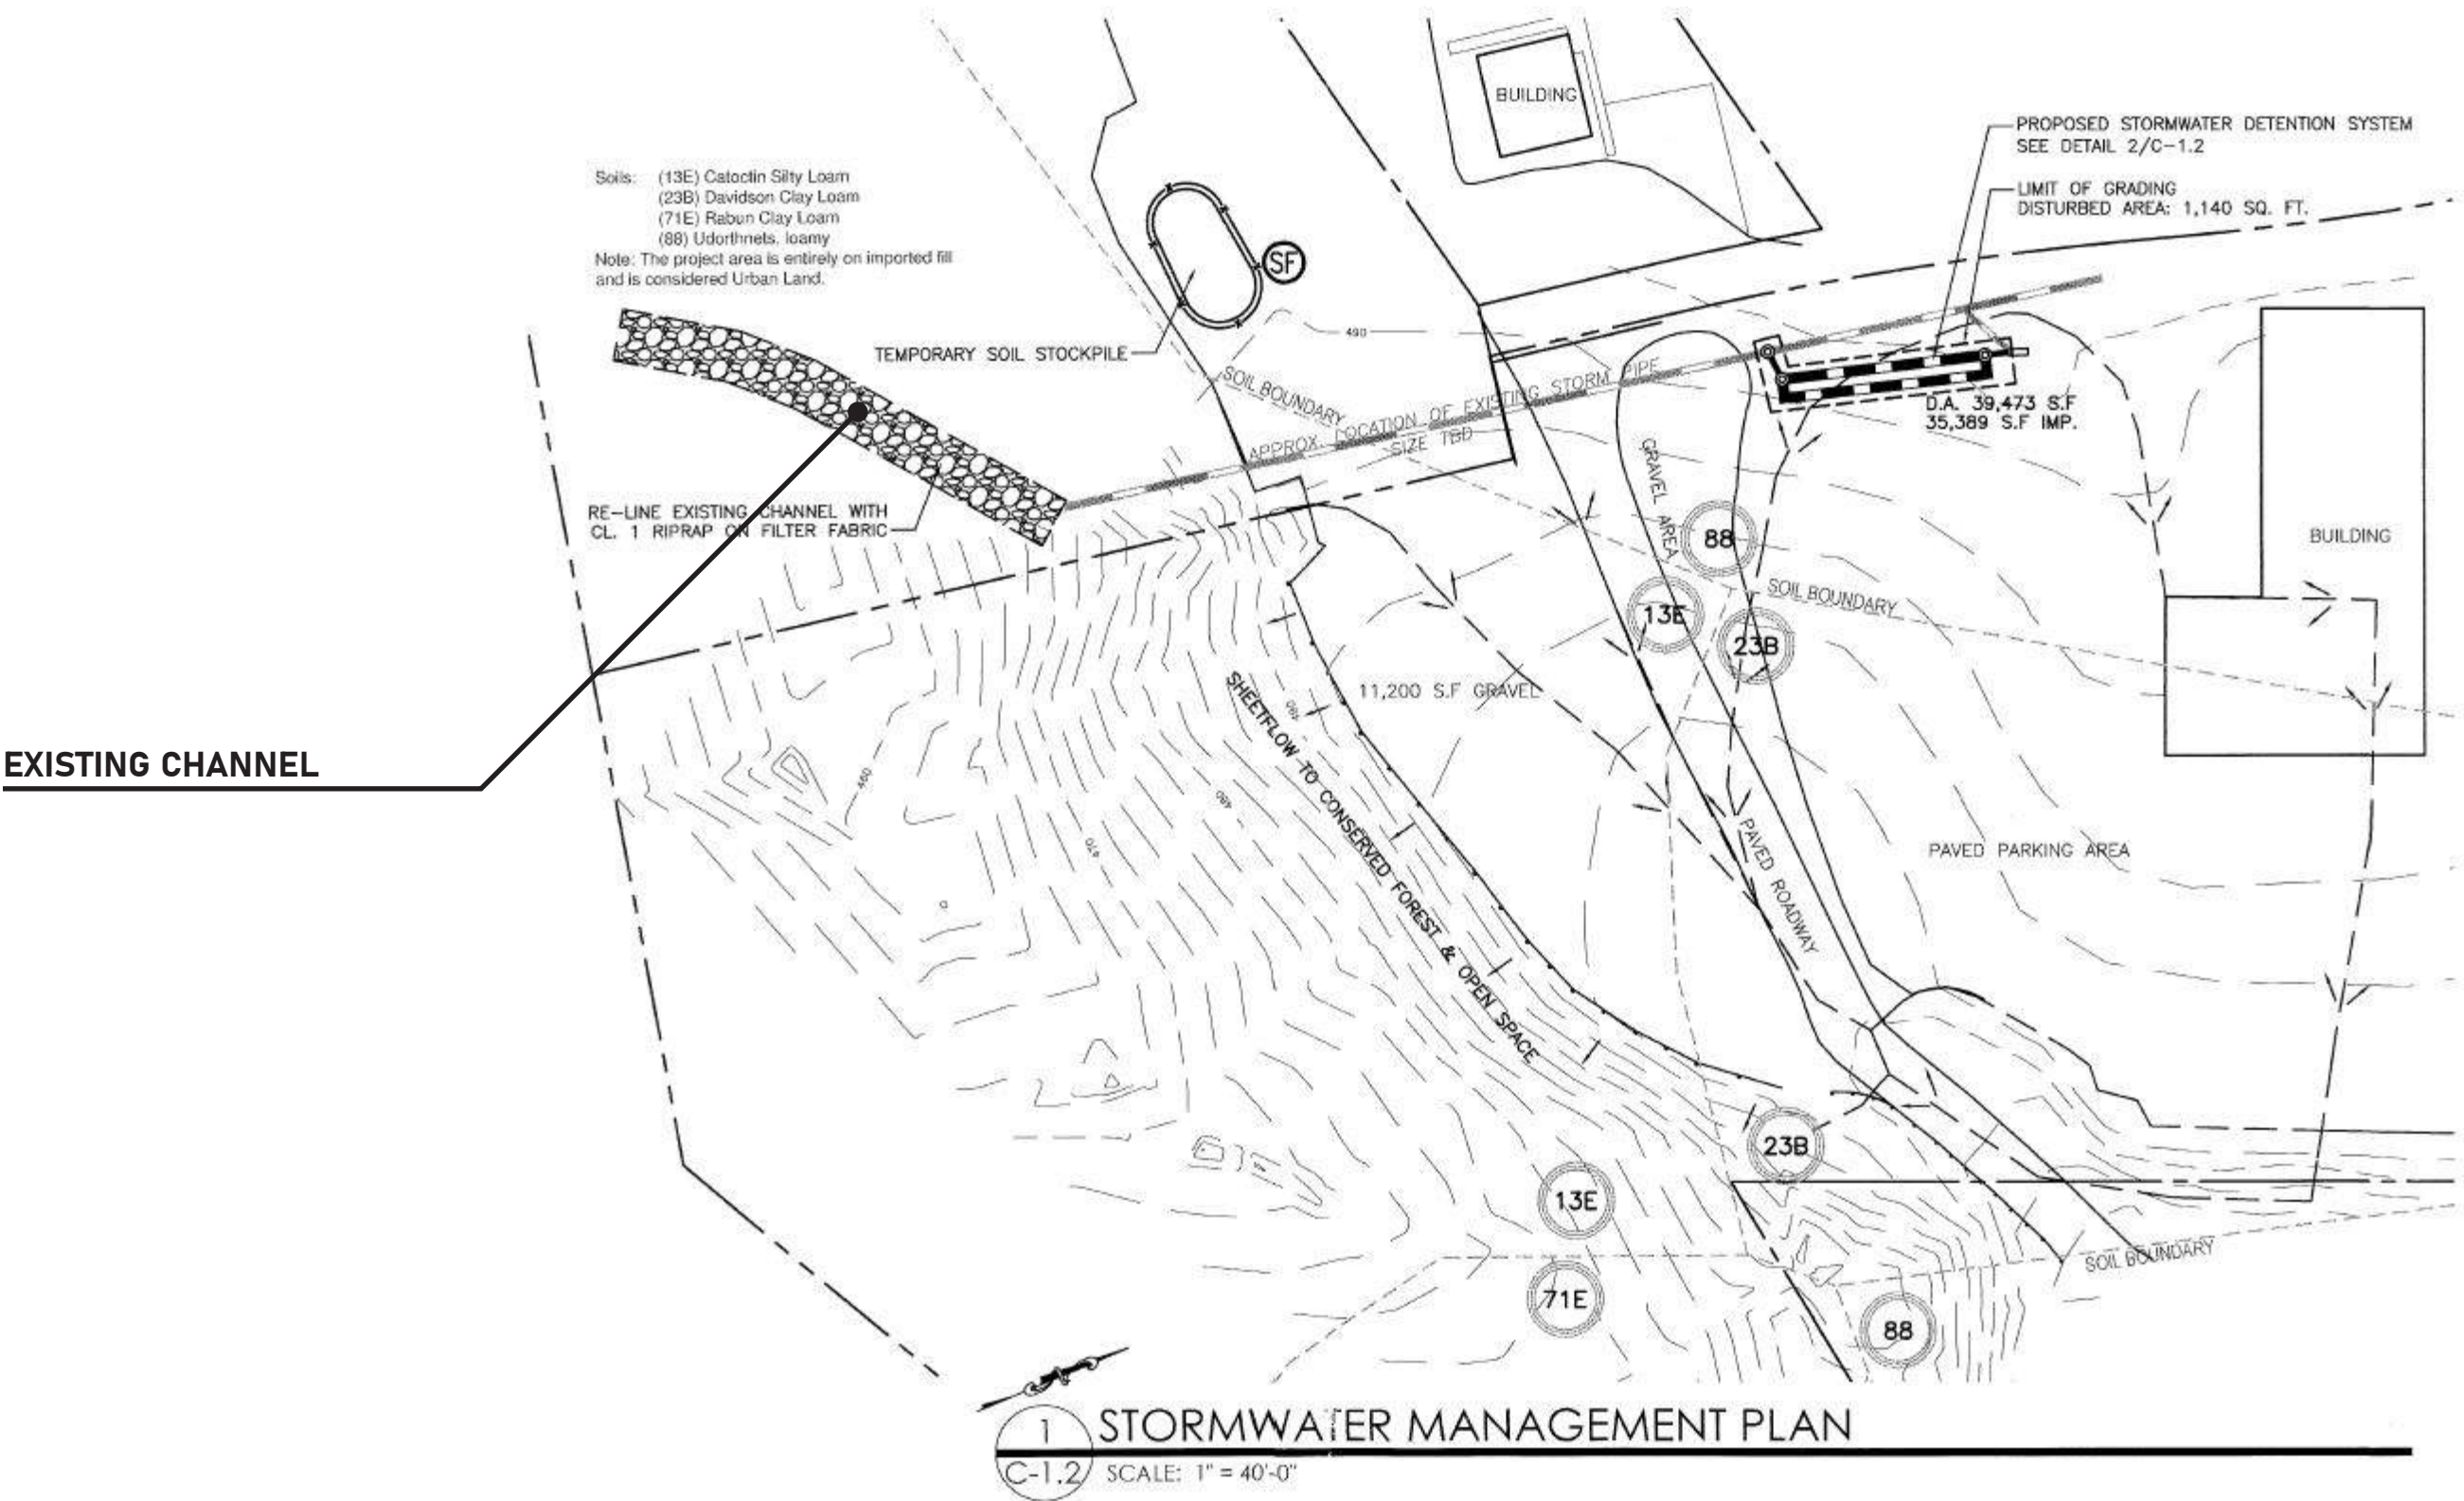 BUILDING
PROPOSED STORMWATER DETENTION SYSTEM
SEE DETAIL 2/C-1.2
LIMIT OF GRADING
DISTURBED AREA: 1,140 SQ. FT.
Soils: (13E) Catoctin Silty Loam
(23B) Davidson Clay Loam
(71E) Rabun Clay Loam
(88) Udorthnets, loamy
Note: The project area is entirely on imported fill
and is considered Urban Land.
SF
TEMPORARY SOIL STOCKPILE
490
SOIL BOUNDARY
APPROX. LOCATION OF EXISTING STORM PIPE
SIZE TBD
D.A. 39,473 S.F
35,389 S.F IMP.
GRAVEL AREA
RE-LINE EXISTING CHANNEL WITH
CL. 1 RIPRAP ON FILTER FABRIC
88
BUILDING
13E
SOIL BOUNDARY
23B
11,200 S.F GRAVEL
490
SHEETFLOW TO CONSERVED FOREST & OPEN SPACE
EXISTING CHANNEL
460
480
470
PAVED ROADWAY
PAVED PARKING AREA
23B
13E
71E
SOIL BOUNDARY
88
1
C-1.2
STORMWATER MANAGEMENT PLAN
SCALE: 1" = 40'-0"